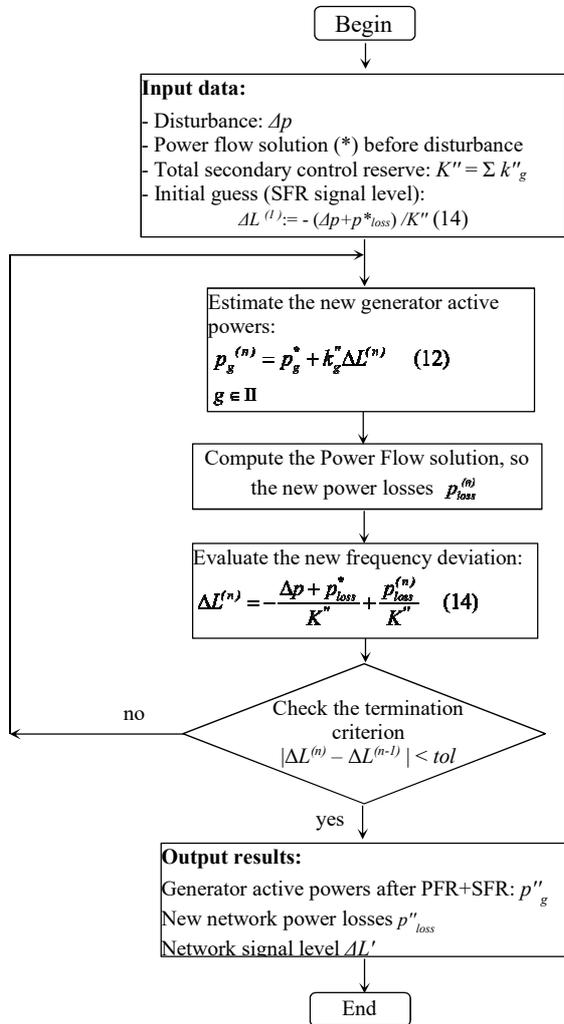 Begin
Input data:
- Disturbance: Δp
- Power flow solution (*) before disturbance
- Total secondary control reserve: K'' = Σ k''g
- Initial guess (SFR signal level):
ΔL (1):= - (Δp+p*loss) /K'' (14)
Estimate the new generator active
powers:
pg(n) = pg* + kg''ΔL(n) (12)
g ∈ II
Compute the Power Flow solution, so
the new power losses ploss(n)
Evaluate the new frequency deviation:
ΔL(n) = -(Δp + ploss*)/K'' + ploss(n)/K'' (14)
no
Check the termination
criterion
|ΔL(n) – ΔL(n-1) | < tol
yes
Output results:
Generator active powers after PFR+SFR: p''g
New network power losses p''loss
Network signal level ΔL'
End